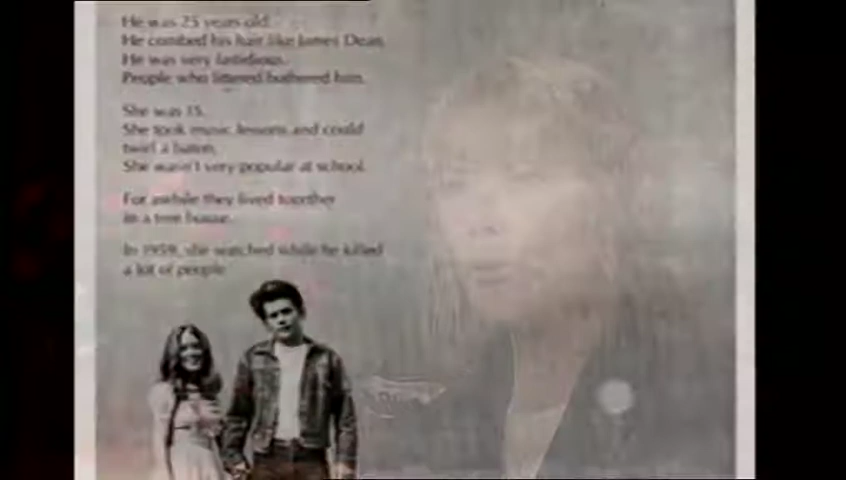 He was 25 years old.
He combed his hair like James Dean.
He was very fastidious.
People who littered bothered him.
She was 15.
She took music lessons and could
twirl a baton.
She wasn't very popular at school.
For awhile they lived together
in a tree house.
In 1959, she watched while he killed
a lot of people.